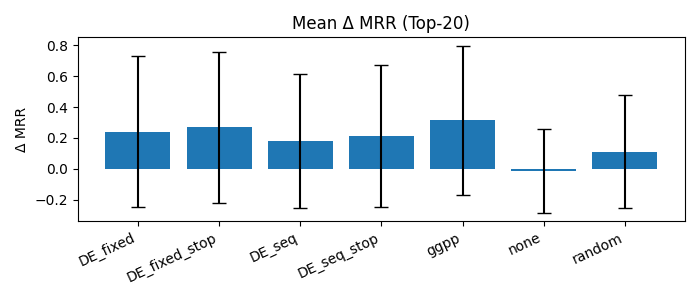 Mean Δ MRR (Top-20)
Δ MRR
0.8
0.6
0.4
0.2
0.0
−0.2
DE_fixed
DE_fixed_stop
DE_seq
DE_seq_stop
ggpp
none
random